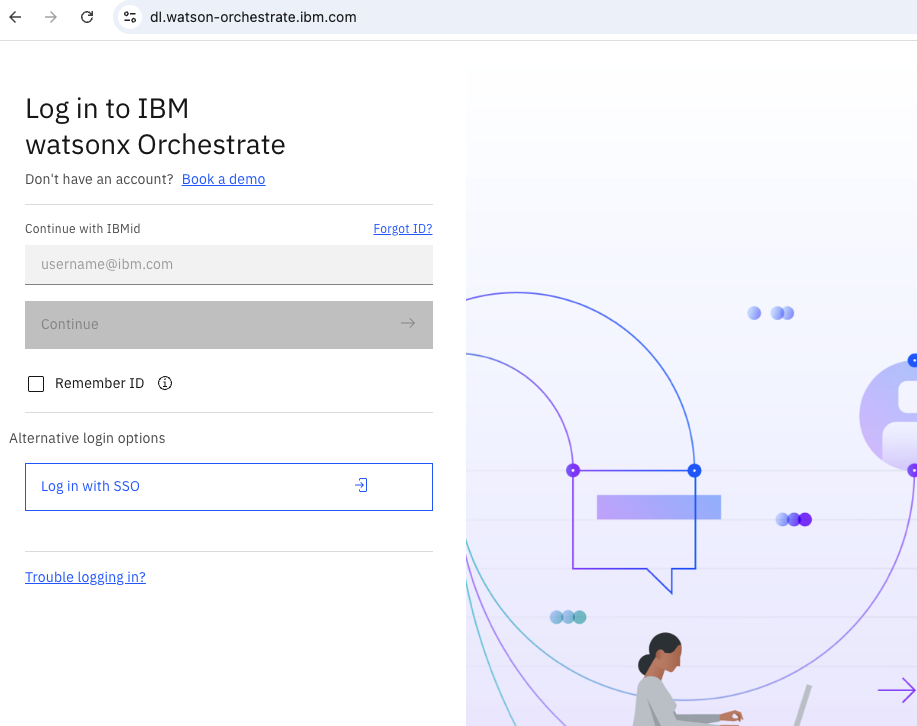 dl.watson-orchestrate.ibm.com
Log in to IBM
watsonx Orchestrate
Don't have an account? Book a demo
Continue with IBMid Forgot ID?
username@ibm.com
Continue
Remember ID
Alternative login options
Log in with SSO
Trouble logging in?